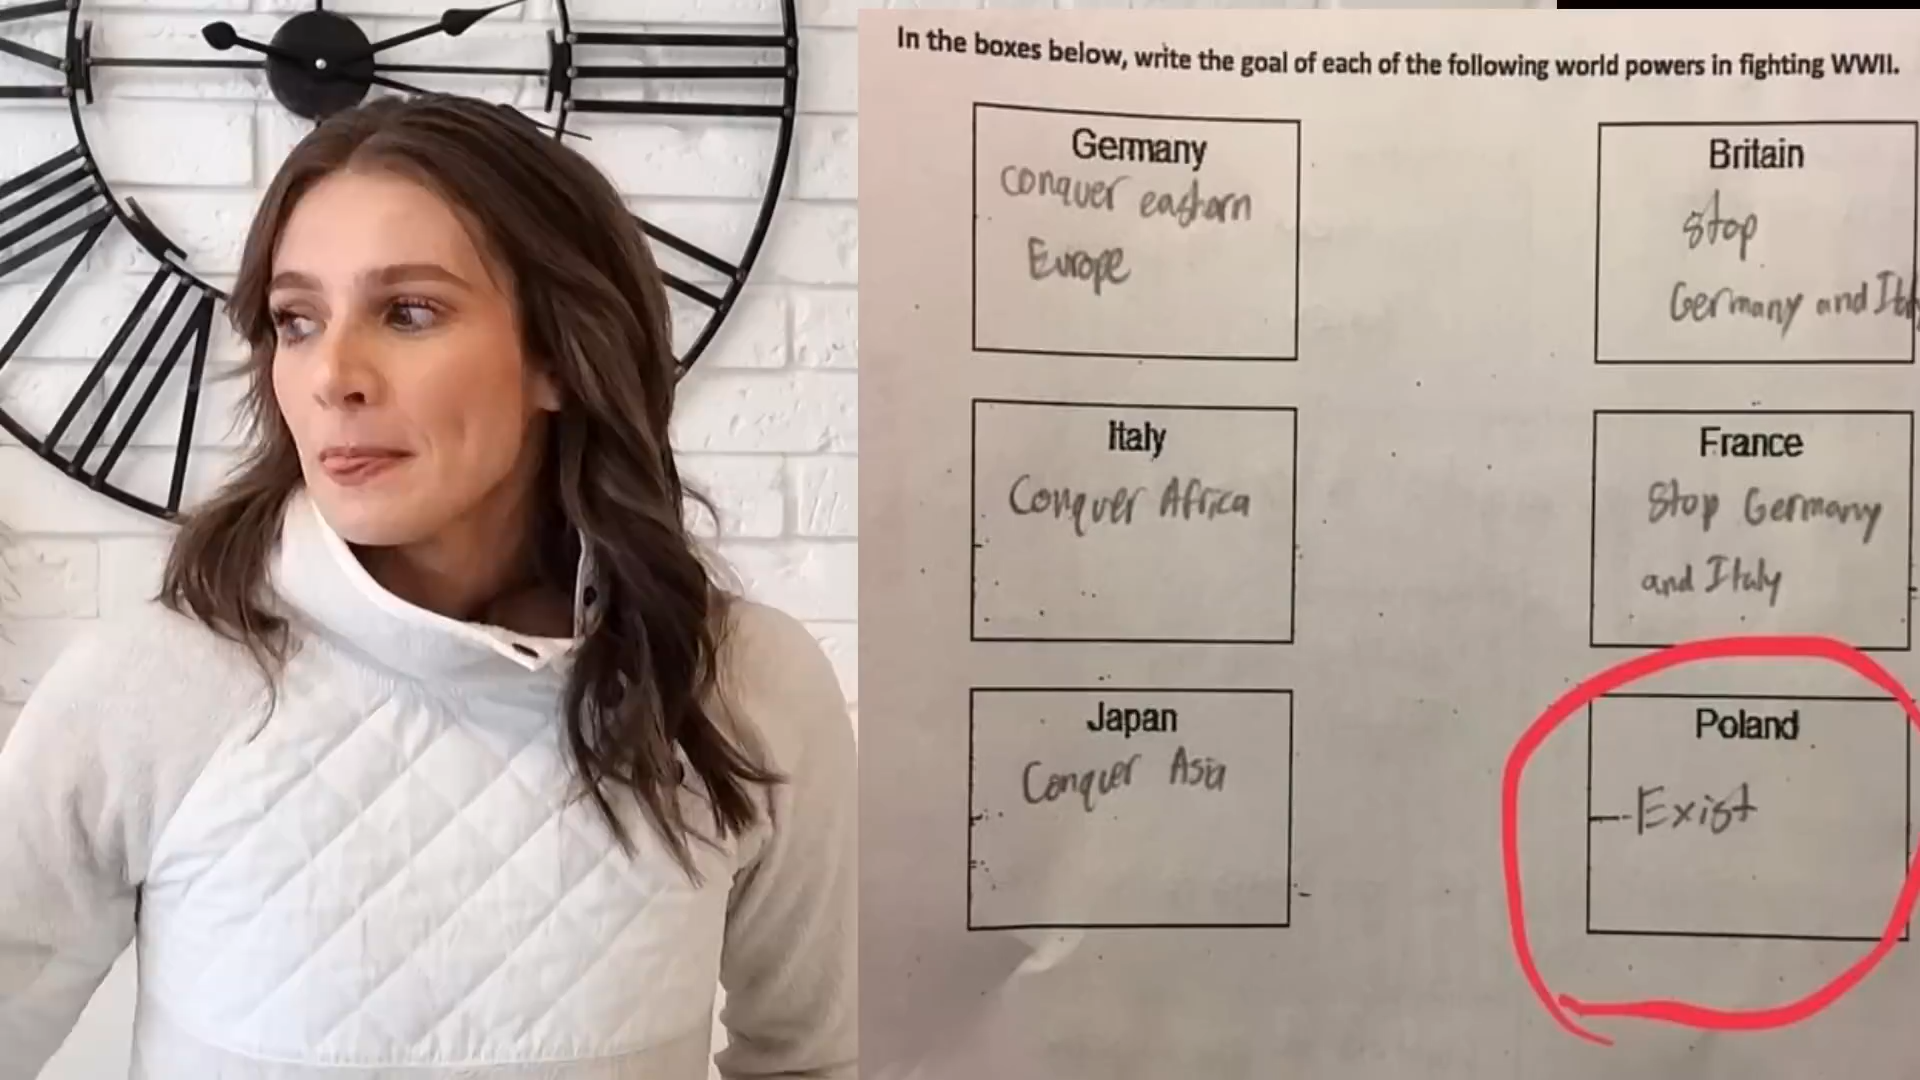 In the boxes below, write the goal of each of the following world powers in fighting WWII.
Germany
conquer eastern
Europe
Britain
Stop
Germany and
Italy
Conquer Africa
France
Stop Germany
and Italy
Japan
Conquer Asia
Poland
Exist